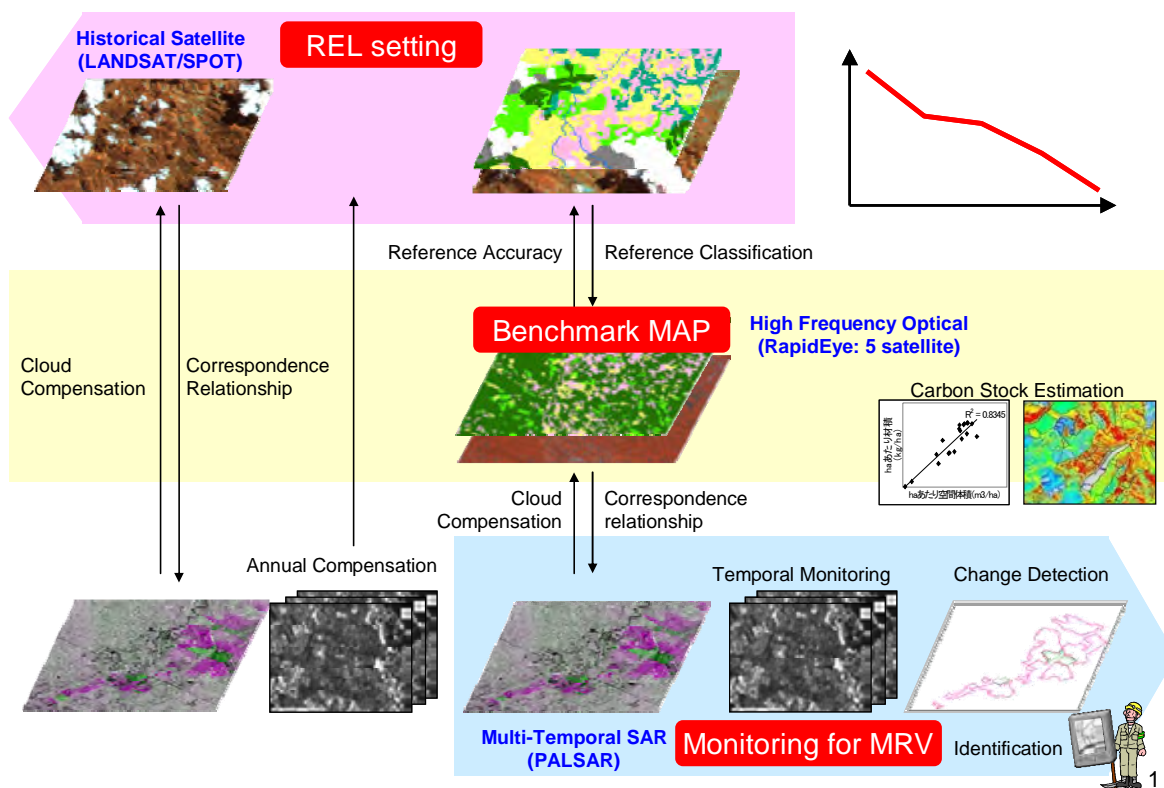 Historical Satellite
(LANDSAT/SPOT)
REL setting
Reference Accuracy
Reference Classification
Benchmark MAP
High Frequency Optical
(RapidEye: 5 satellite)
Cloud
Compensation
Correspondence
Relationship
Carbon Stock Estimation
R² = 0.8345
haあたり材積
(kg/ha)
haあたり空間体積(m3/ha)
Cloud
Compensation
Correspondence
relationship
Annual Compensation
Temporal Monitoring
Change Detection
Multi-Temporal SAR
(PALSAR)
Monitoring for MRV
Identification
1